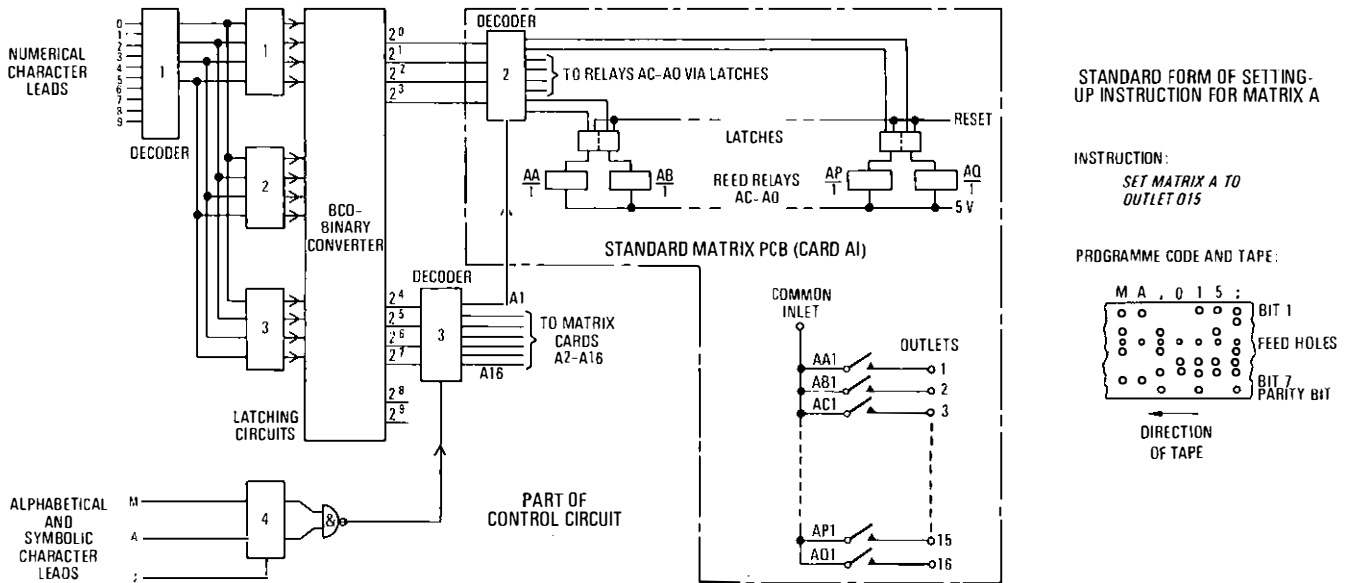 NUMERICAL
CHARACTER
LEADS
0
1
2
3
4
5
6
7
8
9
1
DECODER
1
2
3
LATCHING
CIRCUITS
BCD-
BINARY
CONVERTER
2⁰
2¹
2²
2³
2⁴
2⁵
2⁶
2⁷
2⁸
2⁹
DECODER
2
TO RELAYS AC-AO VIA LATCHES
LATCHES
RESET
AA
1
AB
1
REED RELAYS
AC-AO
AP
1
AQ
1
5 V
STANDARD MATRIX PCB (CARD A1)
DECODER
3
A1
TO MATRIX
CARDS
A2-A16
A16
COMMON
INLET
OUTLETS
AA1
1
AB1
2
AC1
3
AP1
15
AQ1
16
ALPHABETICAL
AND
SYMBOLIC
CHARACTER
LEADS
M
A
;
4
&
PART OF
CONTROL CIRCUIT
STANDARD FORM OF SETTING-
UP INSTRUCTION FOR MATRIX A
INSTRUCTION:
SET MATRIX A TO
OUTLET 015
PROGRAMME CODE AND TAPE:
M A , 0 1 5 ;
BIT 1
FEED HOLES
BIT 7
PARITY BIT
DIRECTION
OF TAPE